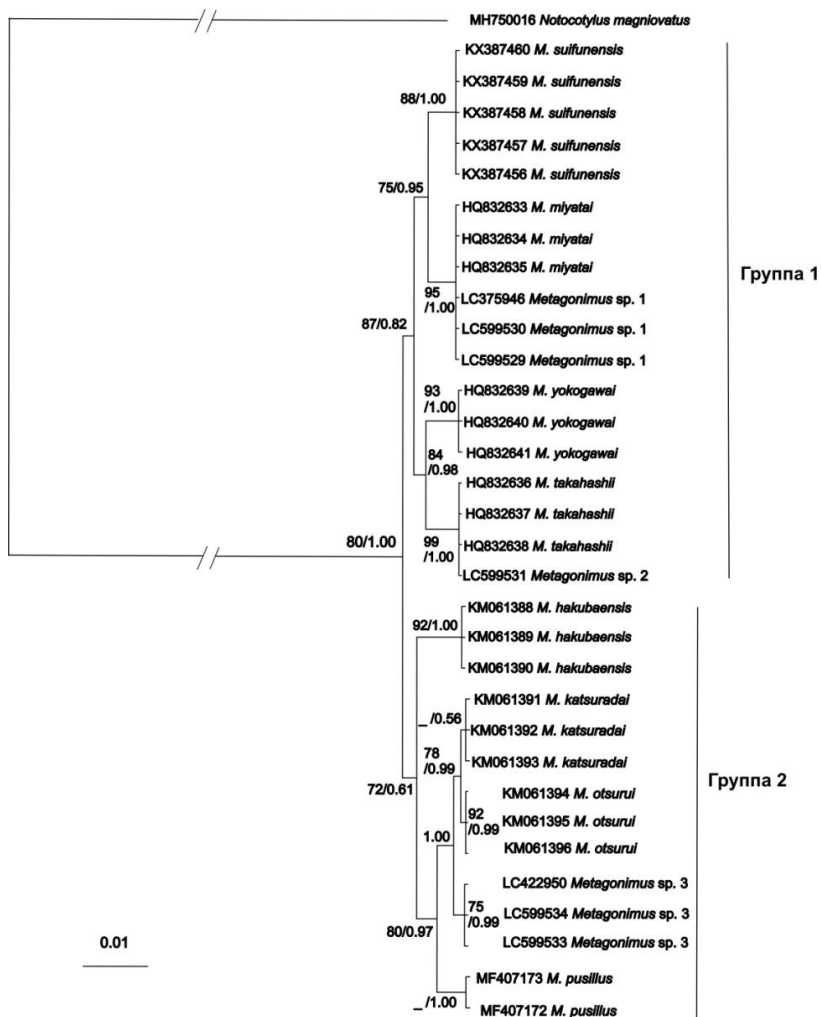 MH750016 Notocotylus magniovatus
KX387460 M. suifunensis
KX387459 M. suifunensis
88/1.00
KX387458 M. suifunensis
KX387457 M. suifunensis
KX387456 M. suifunensis
75/0.95
HQ832633 M. miyatai
HQ832634 M. miyatai
HQ832635 M. miyatai
Группа 1
95
/1.00
LC375946 Metagonimus sp. 1
LC599530 Metagonimus sp. 1
87/0.82
LC599529 Metagonimus sp. 1
93
/1.00
HQ832639 M. yokogawai
HQ832640 M. yokogawai
HQ832641 M. yokogawai
84
/0.98
HQ832636 M. takahashii
HQ832637 M. takahashii
80/1.00
99
/1.00
HQ832638 M. takahashii
LC599531 Metagonimus sp. 2
KM061388 M. hakubaensis
92/1.00
KM061389 M. hakubaensis
KM061390 M. hakubaensis
KM061391 M. katsuradai
_ /0.56
KM061392 M. katsuradai
78
/0.99
KM061393 M. katsuradai
Группа 2
72/0.61
KM061394 M. otsurui
92
/0.99
KM061395 M. otsurui
1.00
KM061396 M. otsurui
LC422950 Metagonimus sp. 3
75
/0.99
LC599534 Metagonimus sp. 3
80/0.97
LC599533 Metagonimus sp. 3
0.01
MF407173 M. pusillus
_ /1.00
MF407172 M. pusillus